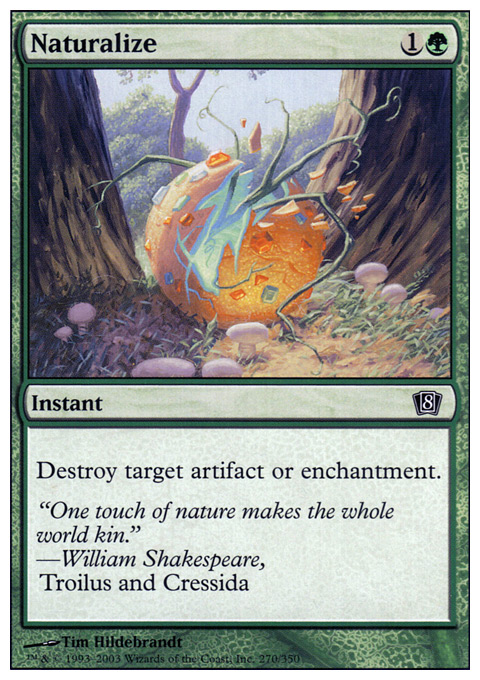 Naturalize 1
Instant 8
Destroy target artifact or enchantment.
“One touch of nature makes the whole
world kin.”
—William Shakespeare,
Troilus and Cressida
Tim Hildebrandt
™ & © 1993–2003 Wizards of the Coast, Inc. 270/350